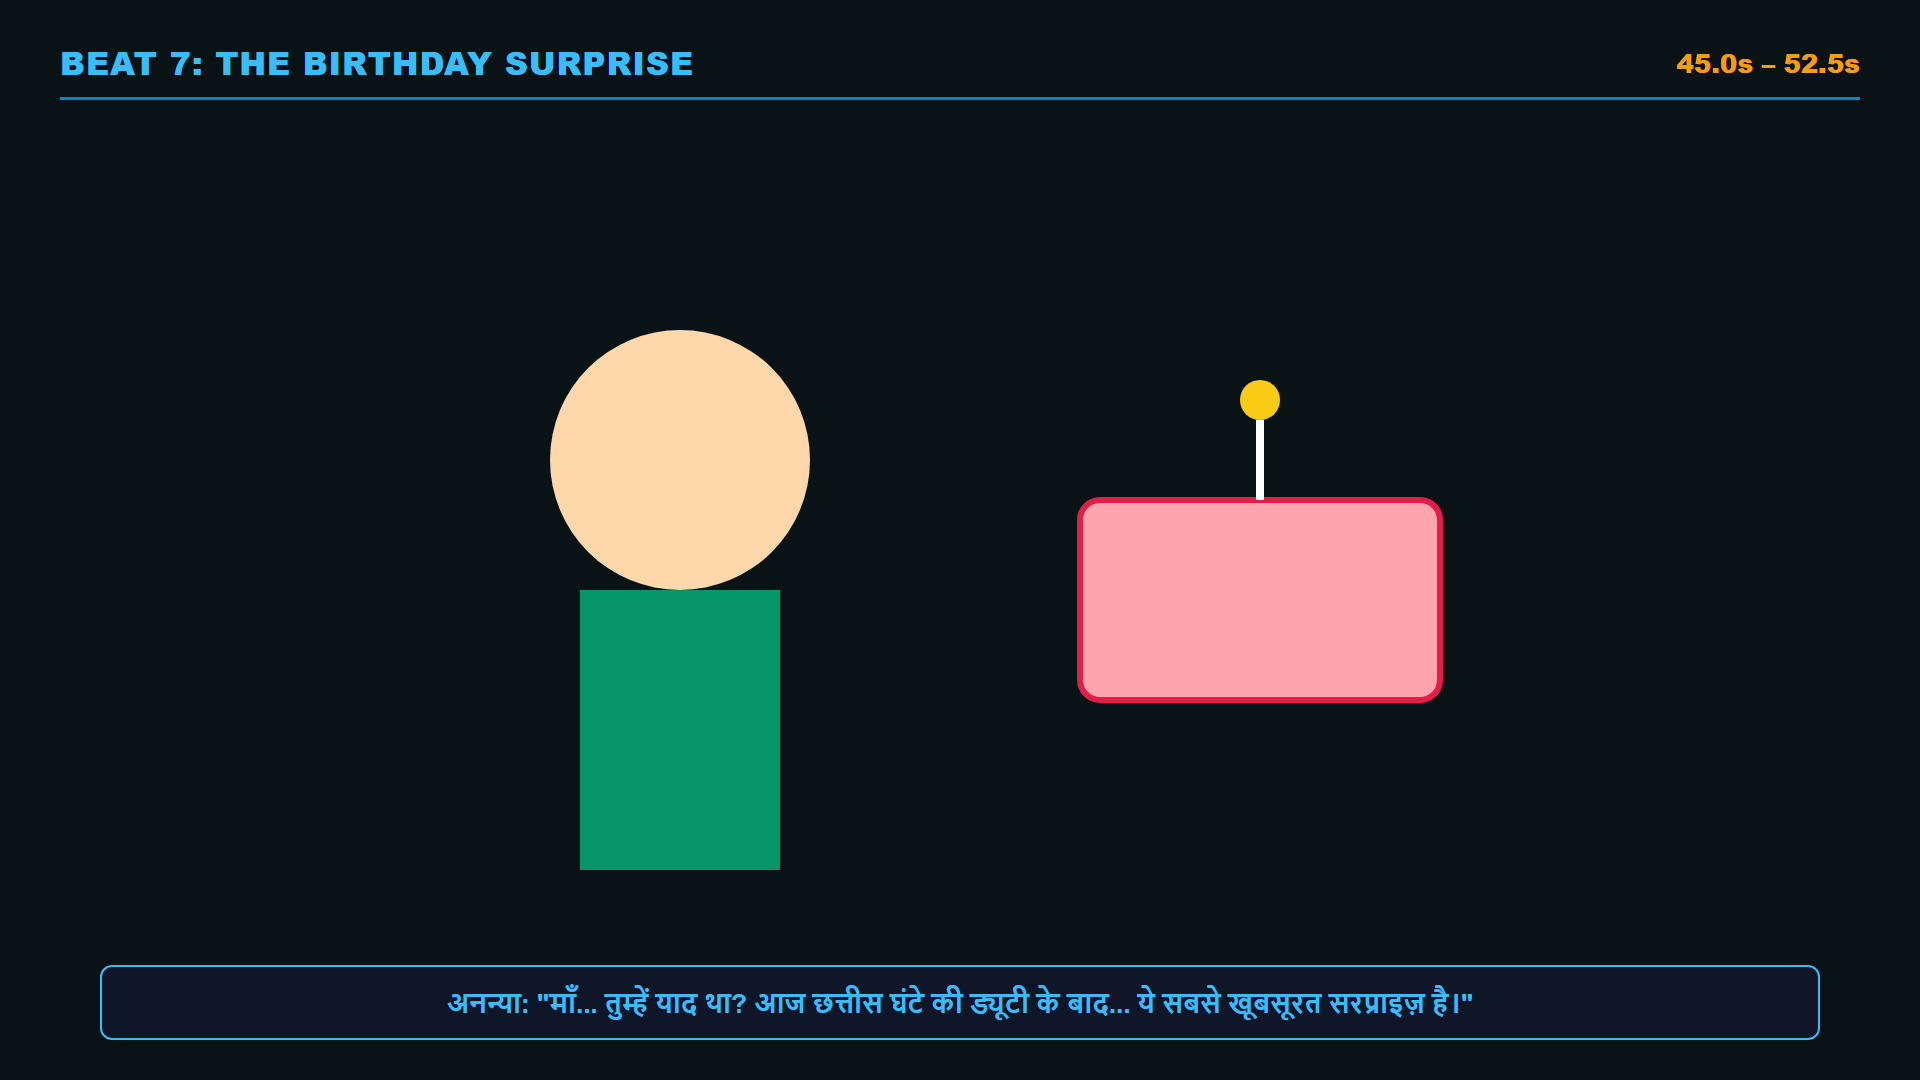 BEAT 7: THE BIRTHDAY SURPRISE
45.0s – 52.5s
अनन्या: "माँ... तुम्हें याद था? आज छत्तीस घंटे की ड्यूटी के बाद... ये सबसे खूबसूरत सरप्राइज़ है।"